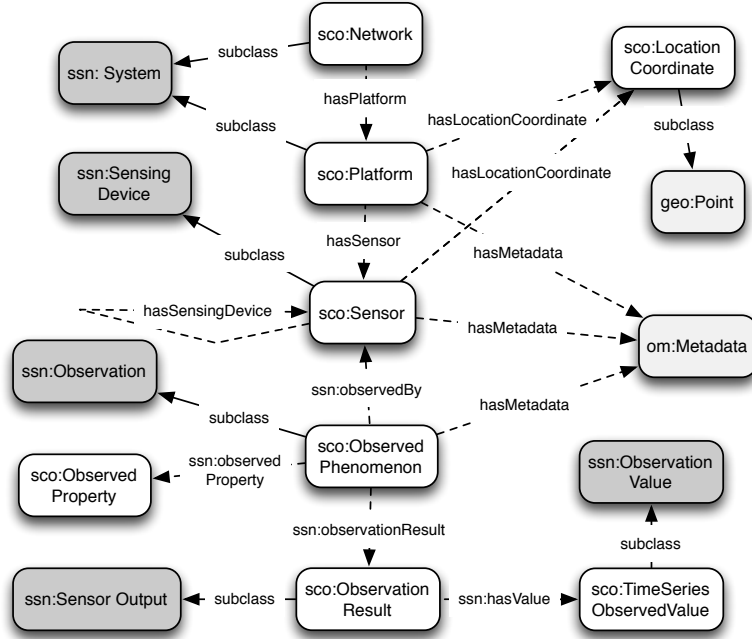 sco:Network
sco:Location
Coordinate
subclass
ssn: System
hasPlatform
hasLocationCoordinate
subclass
subclass
ssn:Sensing
Device
sco:Platform
hasLocationCoordinate
geo:Point
hasSensor
subclass
hasMetadata
hasSensingDevice
sco:Sensor
hasMetadata
om:Metadata
ssn:Observation
ssn:observedBy
hasMetadata
subclass
sco:Observed
Phenomenon
ssn:observed
Property
sco:Observed
Property
ssn:Observation
Value
ssn:observationResult
subclass
ssn:Sensor Output
subclass
sco:Observation
Result
ssn:hasValue
sco:TimeSeries
ObservedValue